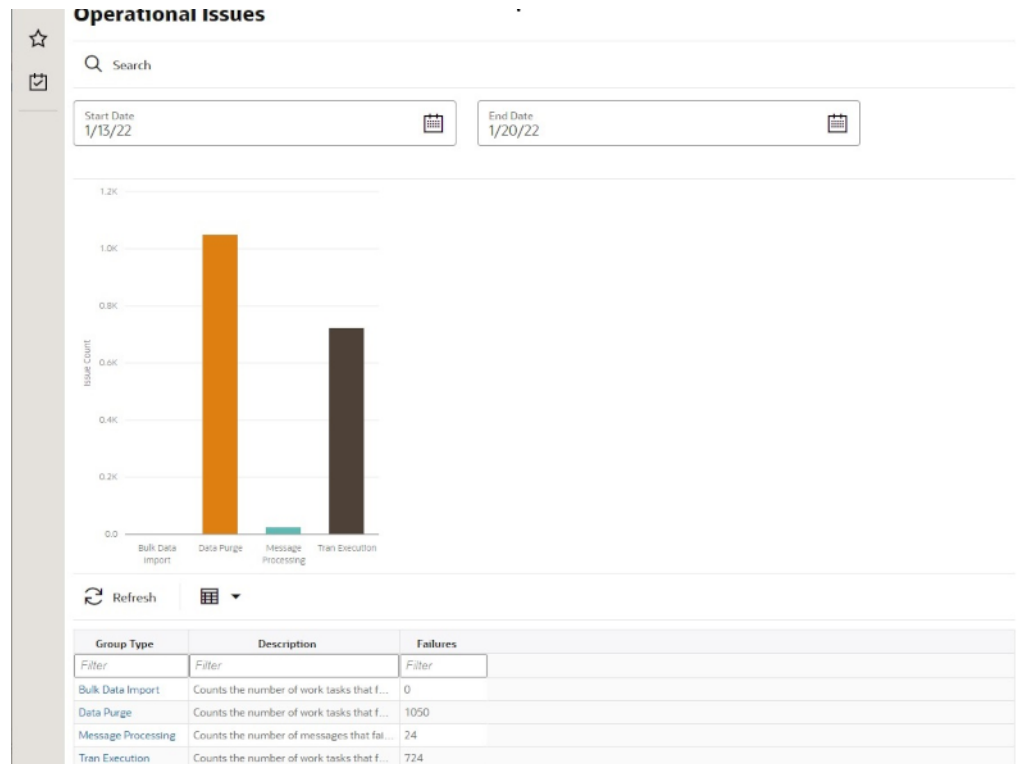 Operational Issues
Search
Start Date
1/13/22
End Date
1/20/22
1.2K
1.0K
0.8K
0.6K
0.4K
0.2K
0.0
Issue Count
Bulk Data
Import
Data Purge
Message
Processing
Tran Execution
Refresh
Group Type Description Failures
Filter Filter Filter
Bulk Data Import Counts the number of work tasks that f... 0
Data Purge Counts the number of work tasks that f... 1050
Message Processing Counts the number of messages that fai... 24
Tran Execution Counts the number of work tasks that f... 724